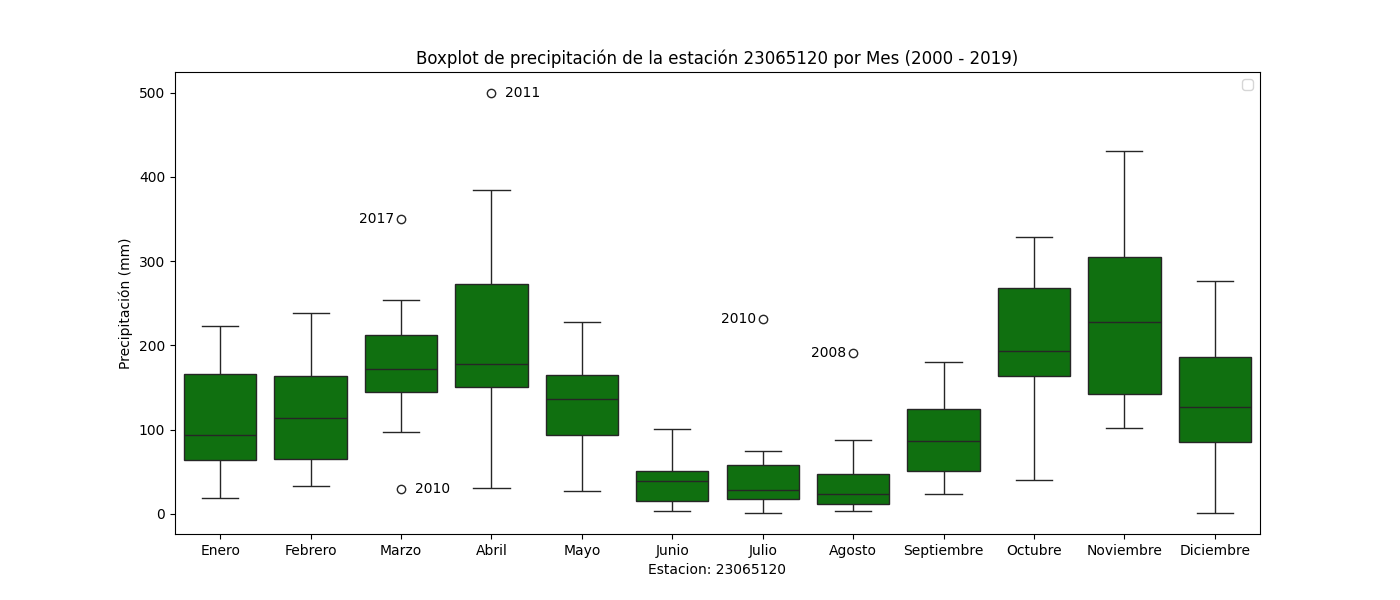 Boxplot de precipitación de la estación 23065120 por Mes (2000 - 2019)
500
400
300
200
100
0
Precipitación (mm)
2011
2017
2010
2008
2010
Enero
Febrero
Marzo
Abril
Mayo
Junio
Julio
Agosto
Septiembre
Octubre
Noviembre
Diciembre
Estacion: 23065120